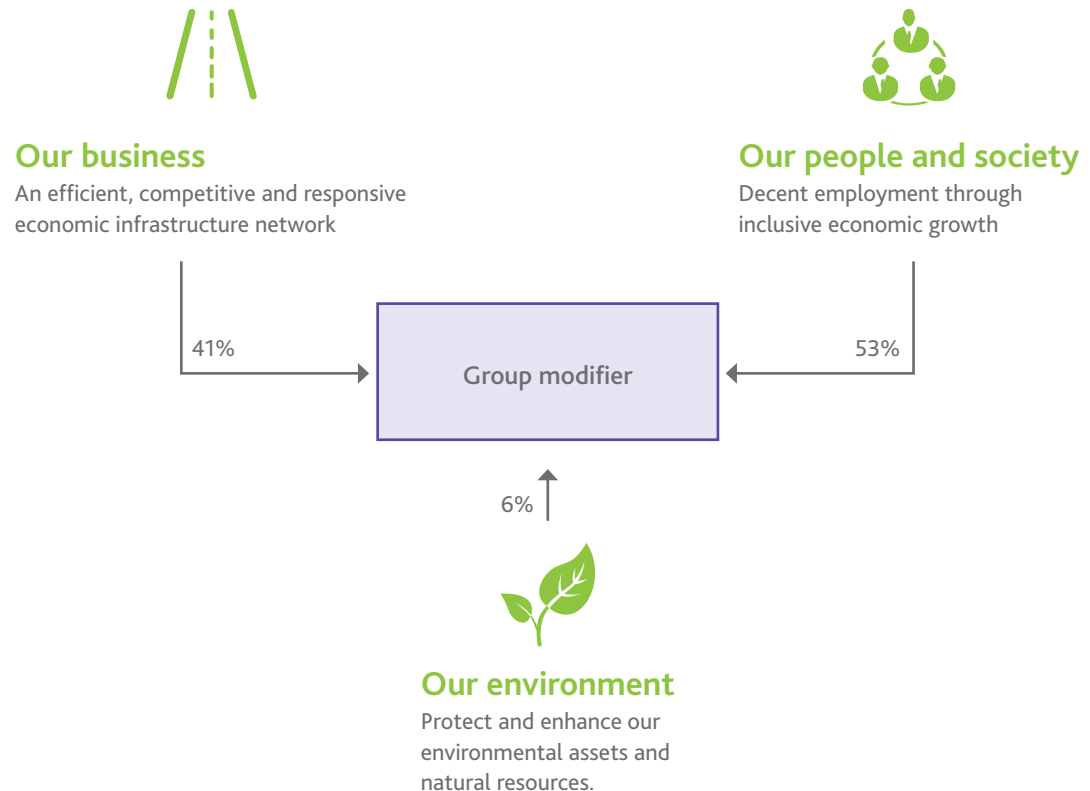 Our business
An efficient, competitive and responsive
economic infrastructure network
Our people and society
Decent employment through
inclusive economic growth
41%
53%
Group modifier
6%
Our environment
Protect and enhance our
environmental assets and
natural resources.